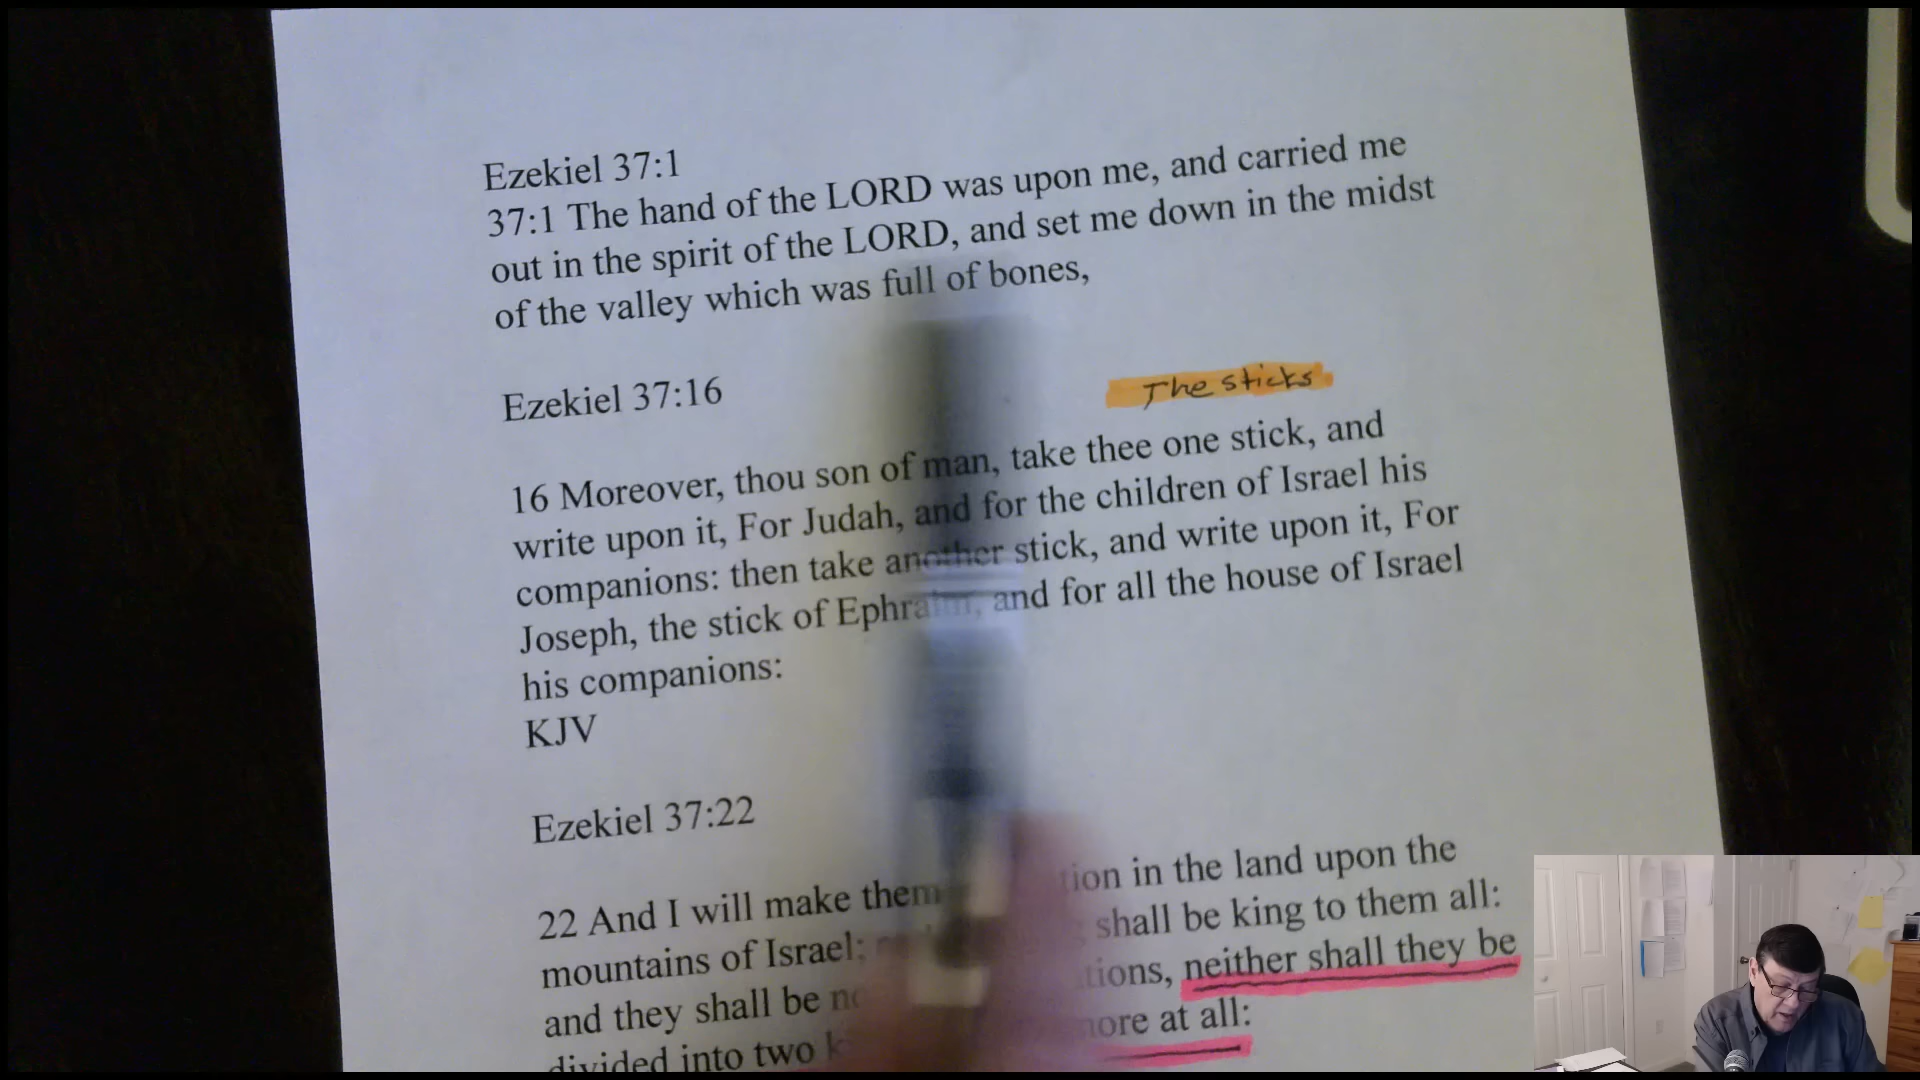 Ezekiel 37:1
37:1 The hand of the LORD was upon me, and carried me
out in the spirit of the LORD, and set me down in the midst
of the valley which was full of bones,
Ezekiel 37:16
The sticks
16 Moreover, thou son of man, take thee one stick, and
write upon it, For Judah, and for the children of Israel his
companions: then take another stick, and write upon it, For
Joseph, the stick of Ephraim, and for all the house of Israel
his companions:
KJV
Ezekiel 37:22
22 And I will make them in the land upon the
mountains of Israel; shall be king to them all:
and they shall be neither shall they be
divided into two more at all: